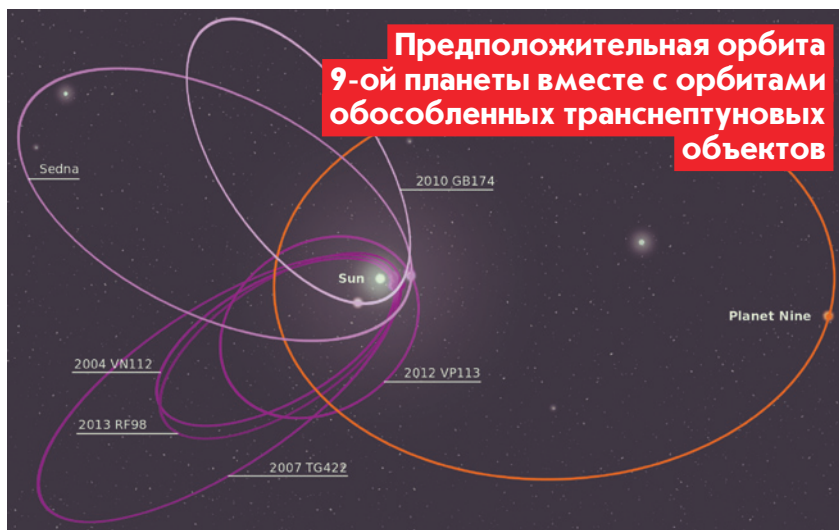 Предположительная орбита
9-ой планеты вместе с орбитами
обособленных транснептуновых
объектов
Sedna
2010 GB174
Sun
Planet Nine
2004 VN112
2012 VP113
2013 RF98
2007 TG422